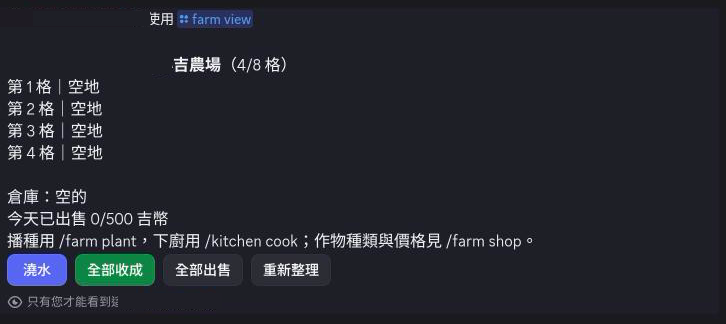 使用 farm view
吉農場（4/8 格）
第 1 格｜空地
第 2 格｜空地
第 3 格｜空地
第 4 格｜空地
倉庫：空的
今天已出售 0/500 吉幣
播種用 /farm plant，下廚用 /kitchen cook；作物種類與價格見 /farm shop。
澆水 全部收成 全部出售 重新整理
只有您才能看到